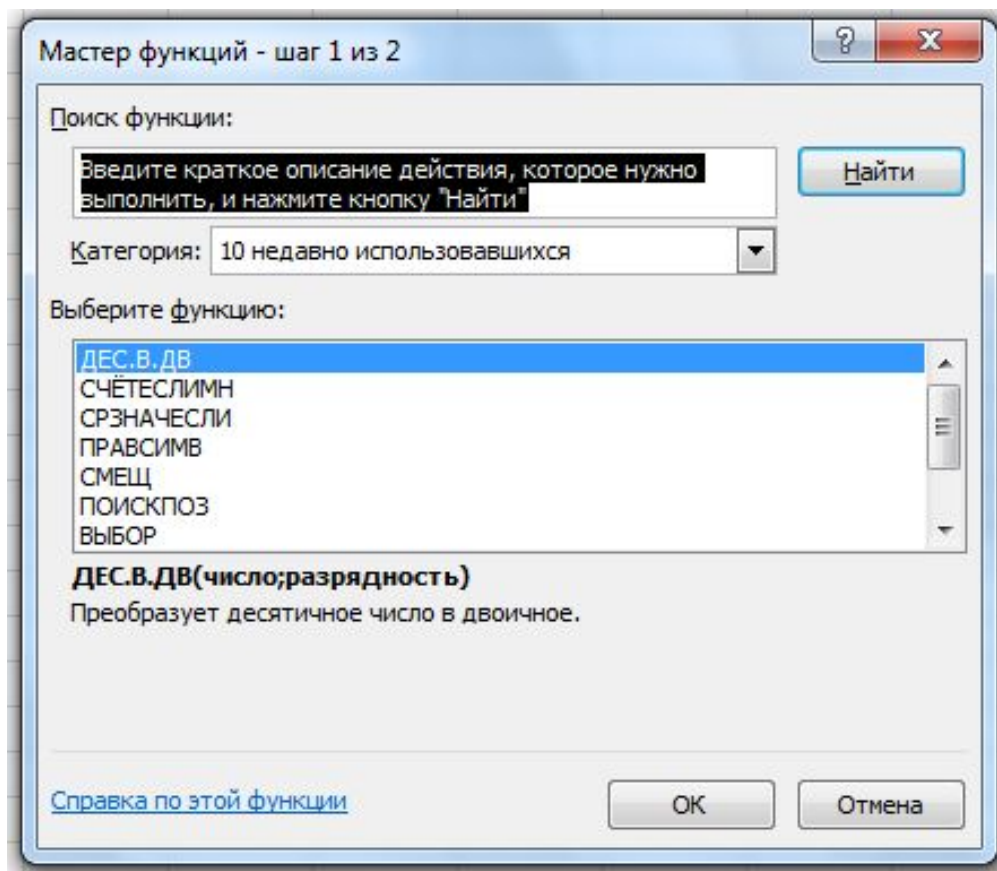 Мастер функций - шаг 1 из 2
Поиск функции:
Введите краткое описание действия, которое нужно
выполнить, и нажмите кнопку "Найти"
Найти
Категория: 10 недавно использовавшихся
Выберите функцию:
ДЕС.В.ДВ
СЧЁТЕСЛИМН
СРЗНАЧЕСЛИ
ПРАВСИМВ
СМЕЩ
ПОИСКПОЗ
ВЫБОР
ДЕС.В.ДВ(число;разрядность)
Преобразует десятичное число в двоичное.
Справка по этой функции
ОК
Отмена